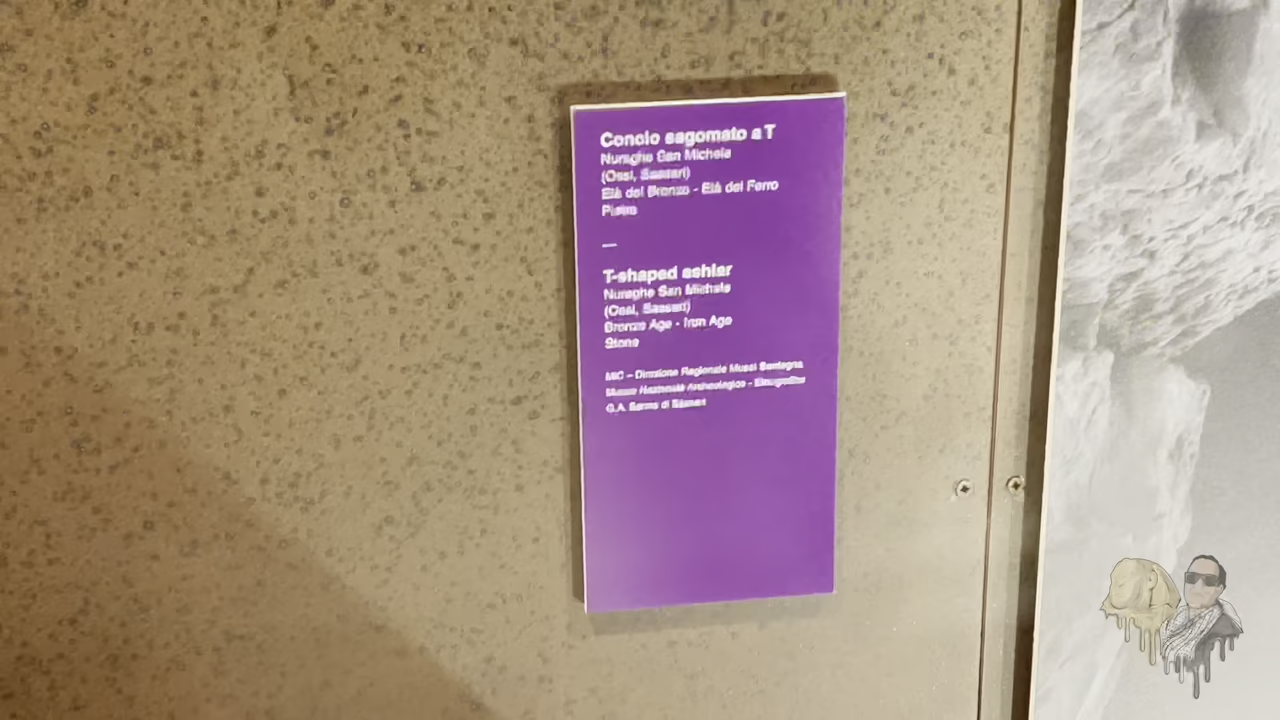 Concio sagomato a T
Nuraghe San Michele
(Ossi, Sassari)
Età del Bronzo - Età del Ferro
Pietra
—
T-shaped ashlar
Nuraghe San Michele
(Ossi, Sassari)
Bronze Age - Iron Age
Stone
MiC – Direzione Regionale Musei Sardegna
Museo Nazionale Archeologico - Etnografico
G.A. Sanna di Sassari